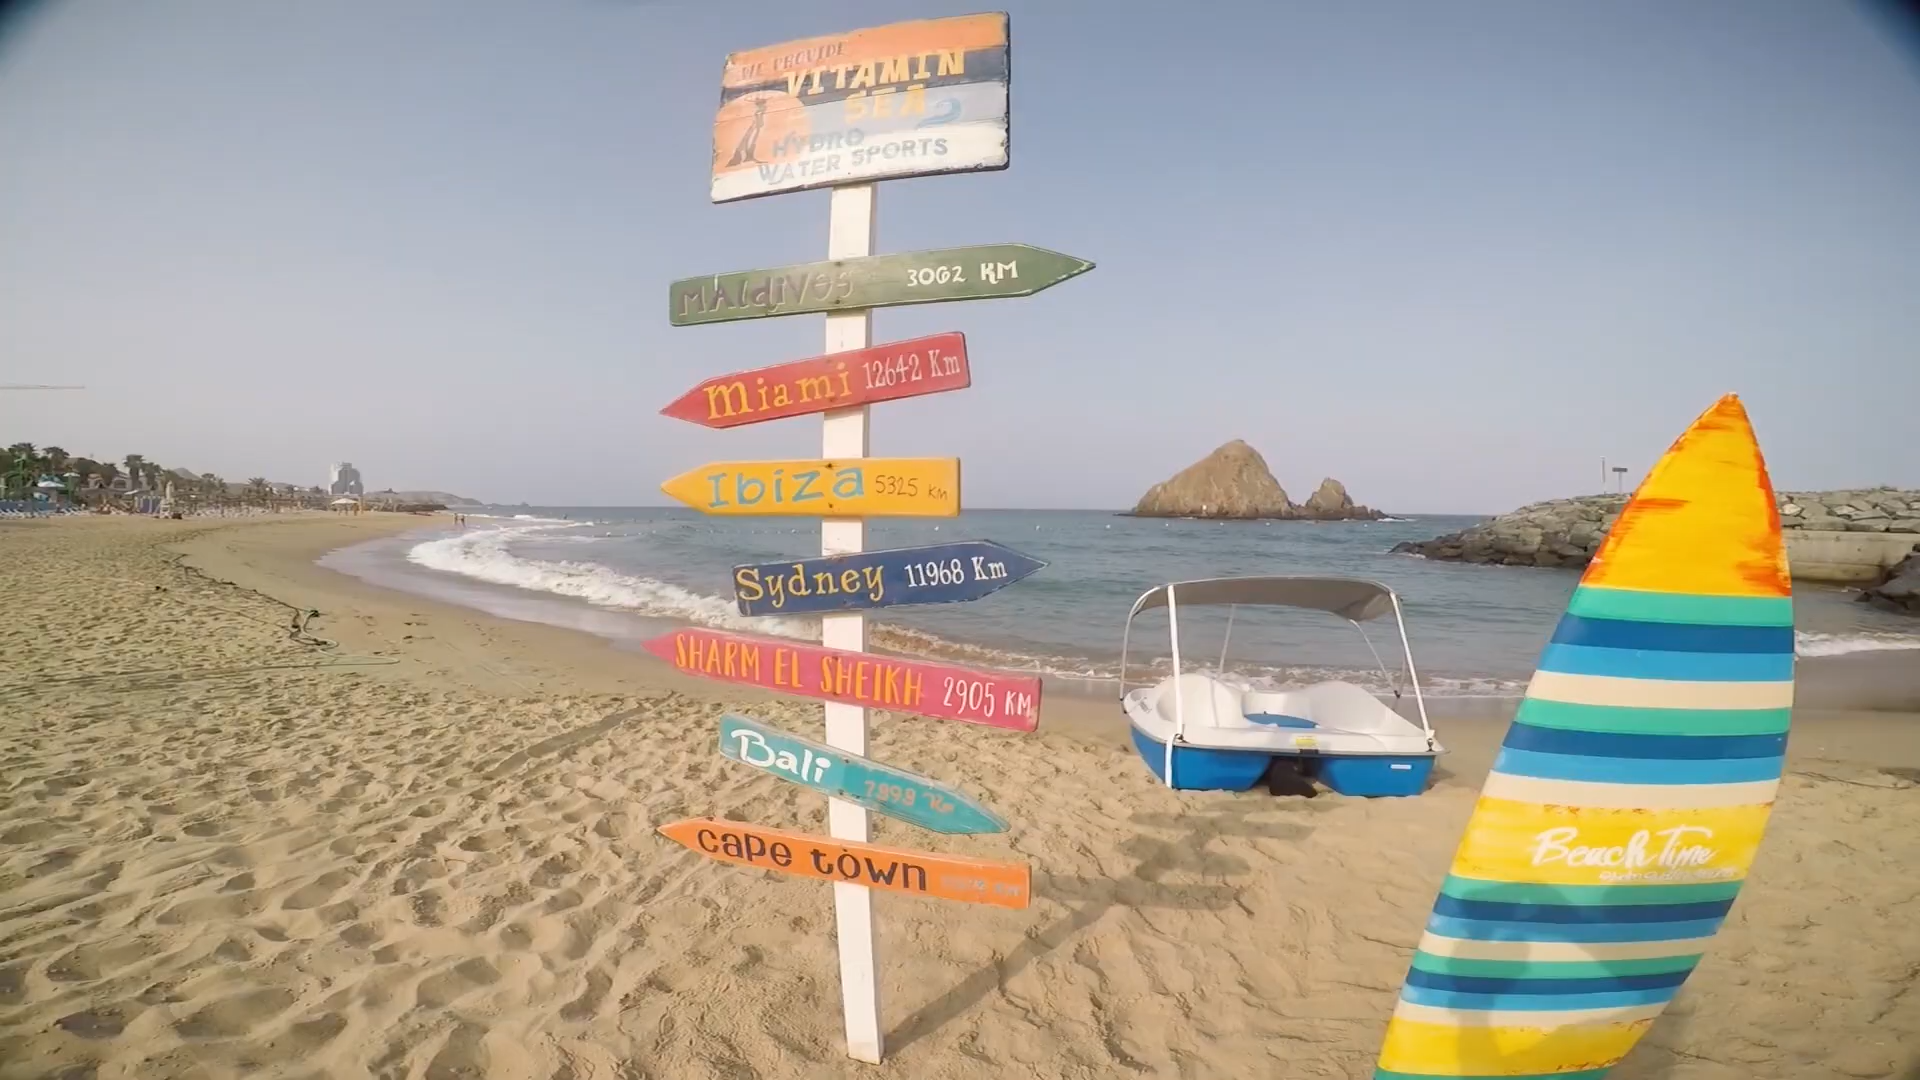 WE PROVIDE
VITAMIN
SEA
HYDRO
WATER SPORTS
MALdiVes 3062 KM
Miami 12642 Km
Ibiza 5325 KM
Sydney 11968 Km
SHARM EL SHEIKH 2905 KM
Bali
cape town
Beach Time